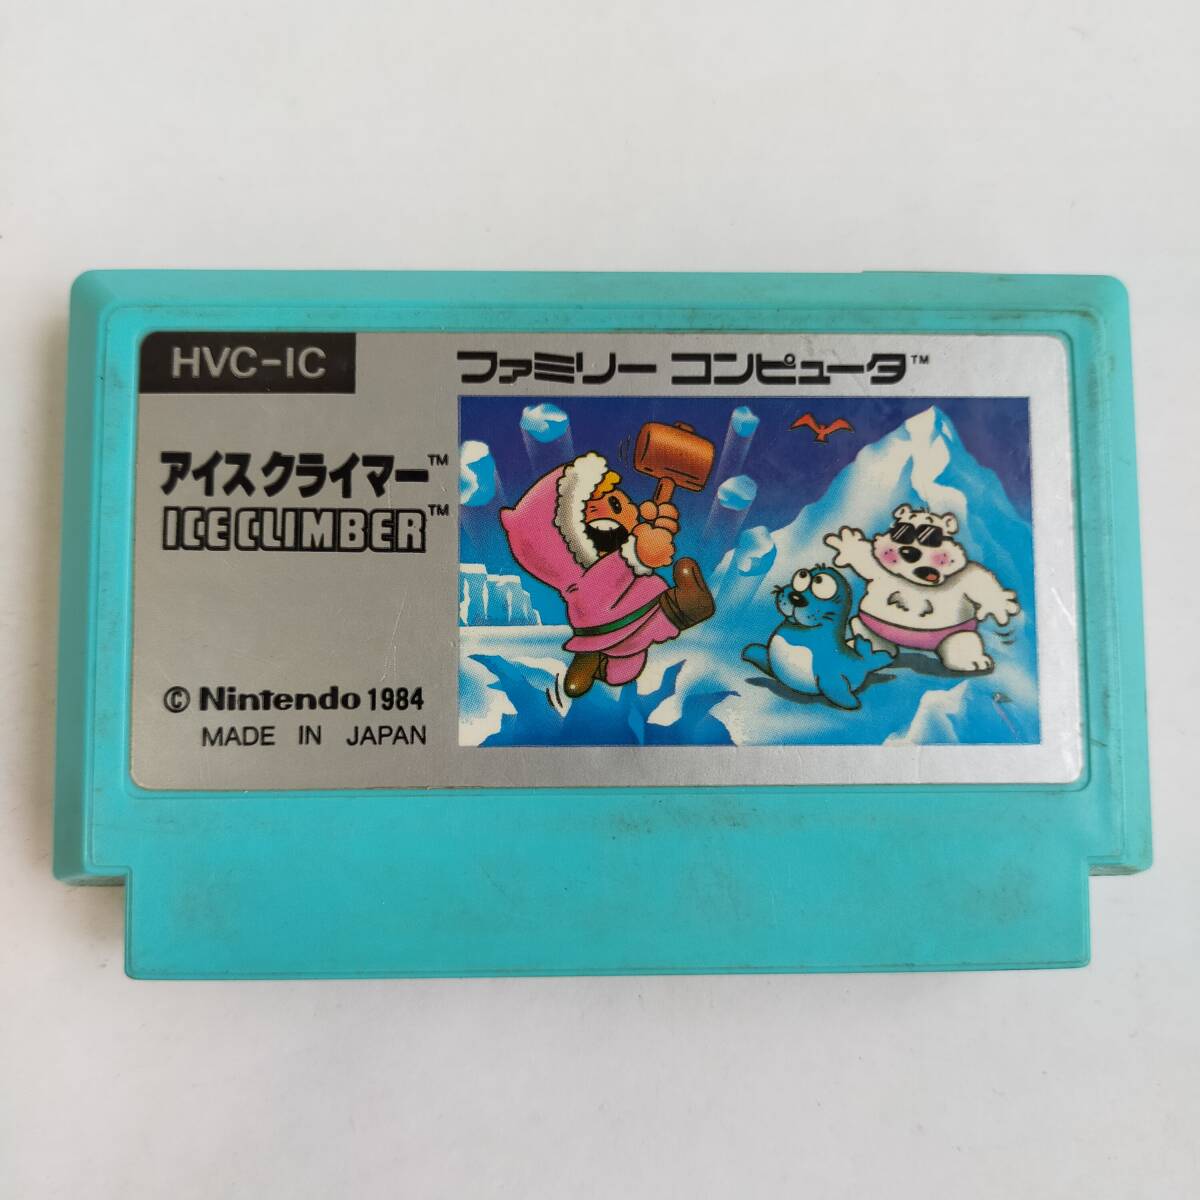 HVC-IC
ファミリー コンピュータ™
アイスクライマー™
ICE CLIMBER™
© Nintendo 1984
MADE IN JAPAN